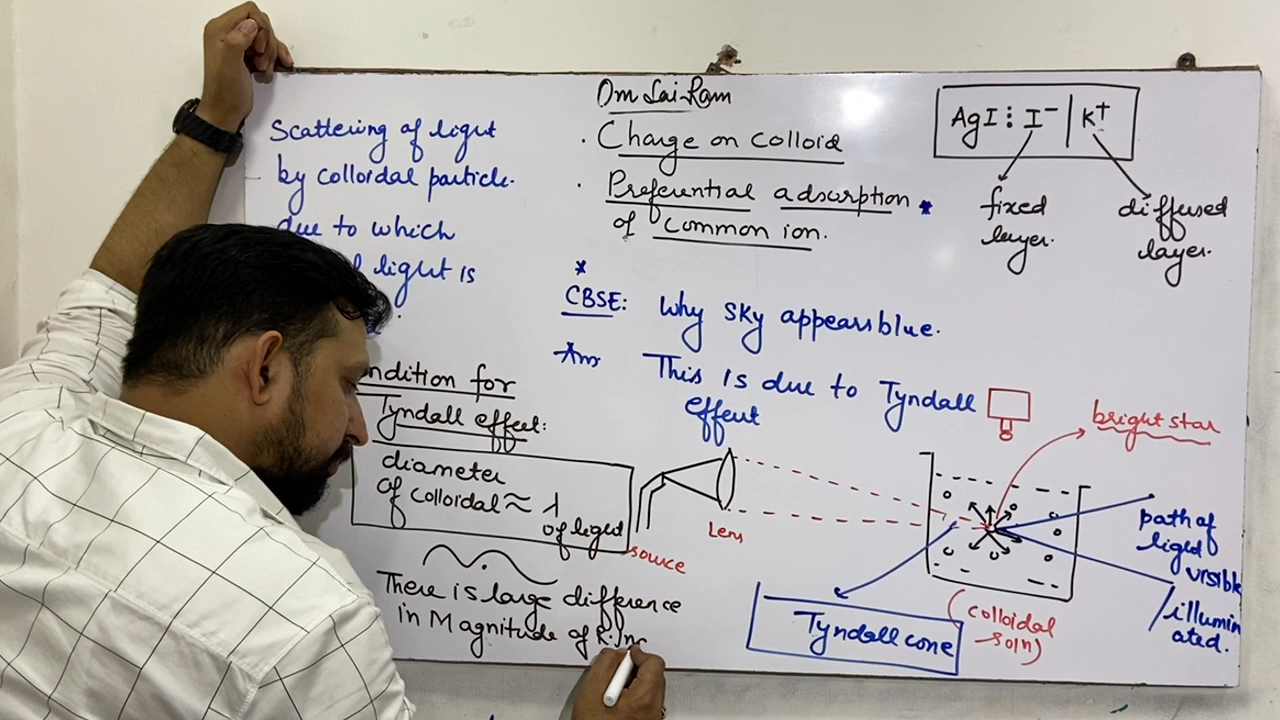 Om Sai Ram
. Charge on Colloid
. Preferential adsorption *
of Common ion.
AgI ⋮ I⁻ | K⁺
fixed
layer.
diffused
layer.
Scattering of light
by colloidal particle.
due to which
light is
*
CBSE: Why Sky appears blue.
Ans This is due to Tyndall
effect
ndition for
Tyndall effect:
diameter
of colloidal ≈ λ
of light
There is large difference
in Magnitude of R.In
source
Lens
bright star
path of
light
visible
/illumin
ated.
Tyndall cone
(colloidal
soln)